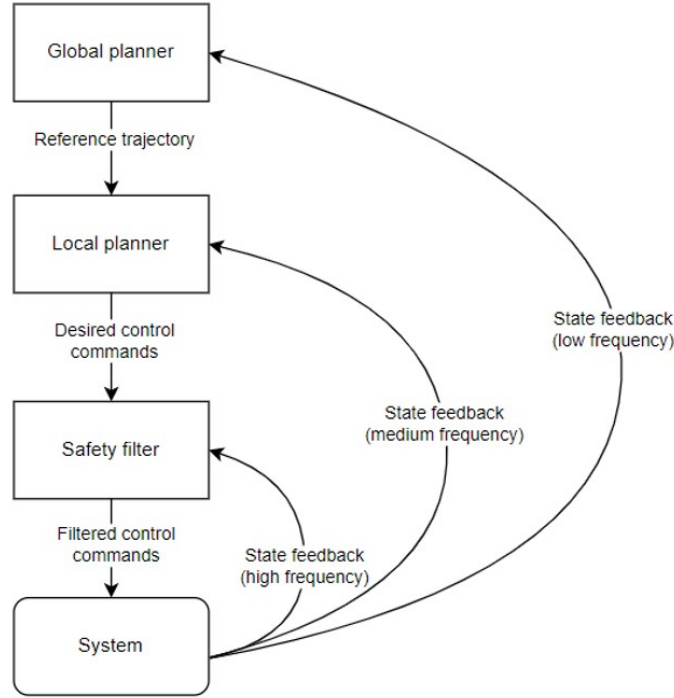 Global planner
Reference trajectory
Local planner
Desired control
commands
State feedback
(low frequency)
State feedback
(medium frequency)
Safety filter
Filtered control
commands
State feedback
(high frequency)
System